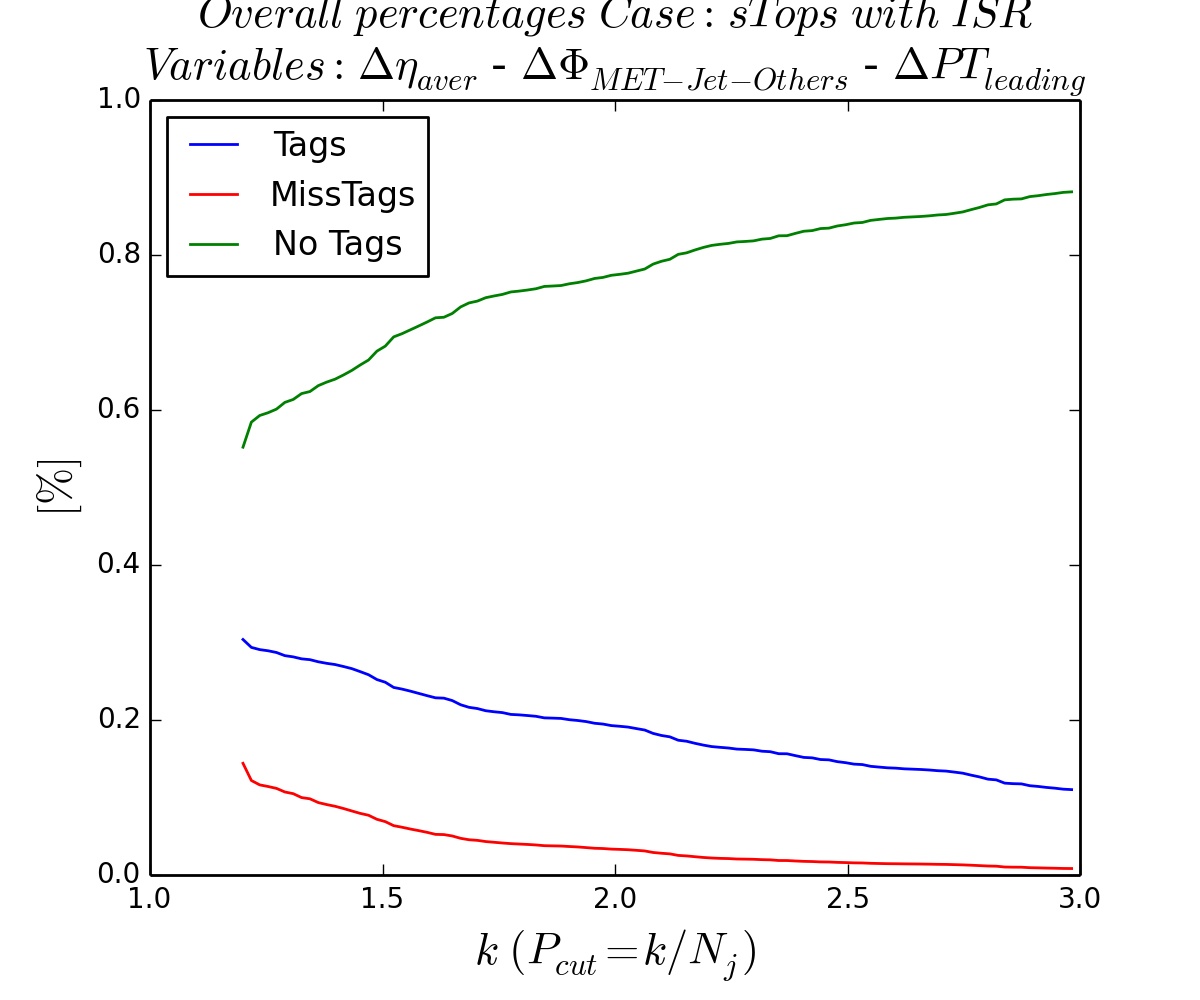 Overall percentages Case: sTops with ISR
Variables: Δη_aver - ΔΦ_MET−Jet−Others - ΔPT_leading
1.0
Tags
MissTags
No Tags
0.8
0.6
[%]
0.4
0.2
0.0
1.0 1.5 2.0 2.5 3.0
k (P_cut = k/N_j)